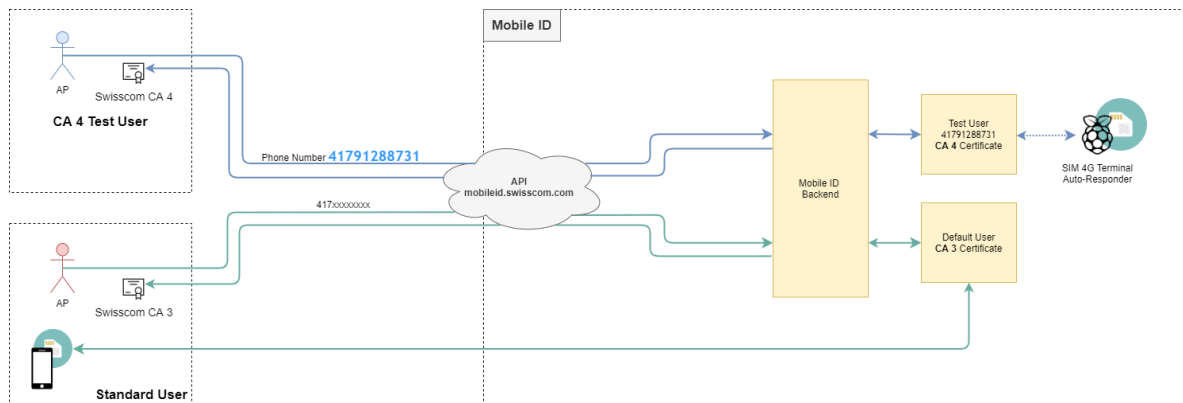 Mobile ID
AP
Swisscom CA 4
CA 4 Test User
Phone Number 41791288731
API
mobileid.swisscom.com
Mobile ID
Backend
Test User
41791288731
CA 4 Certificate
SIM 4G Terminal
Auto-Responder
417xxxxxxxx
AP
Swisscom CA 3
Default User
CA 3 Certificate
Standard User